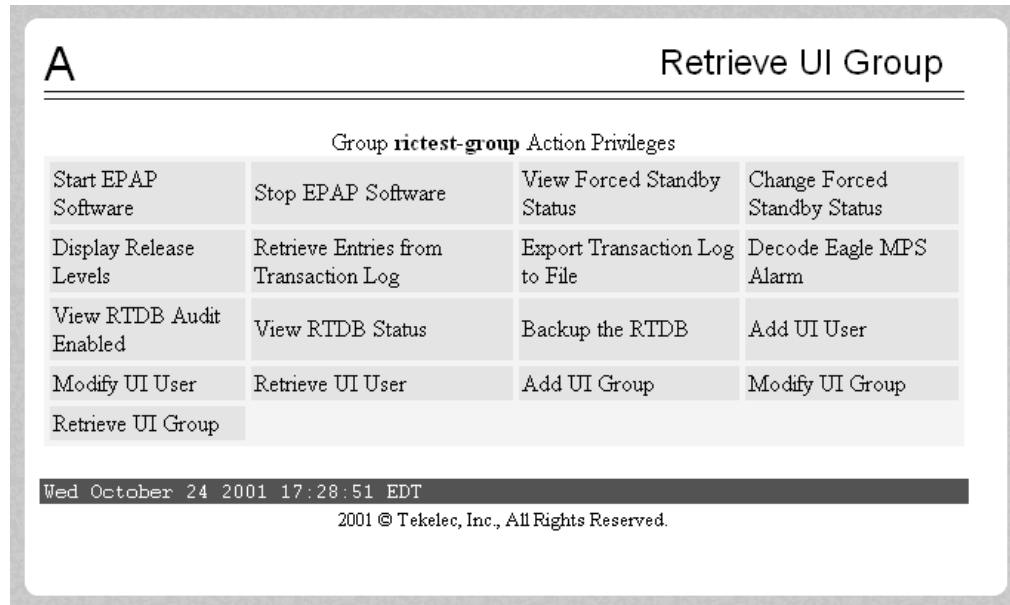 A
Retrieve UI Group
Group rictest-group Action Privileges
Start EPAP
Software
Stop EPAP Software
View Forced Standby
Status
Change Forced
Standby Status
Display Release
Levels
Retrieve Entries from
Transaction Log
Export Transaction Log
to File
Decode Eagle MPS
Alarm
View RTDB Audit
Enabled
View RTDB Status
Backup the RTDB
Add UI User
Modify UI User
Retrieve UI User
Add UI Group
Modify UI Group
Retrieve UI Group
Wed October 24 2001 17:28:51 EDT
2001 © Tekelec, Inc., All Rights Reserved.